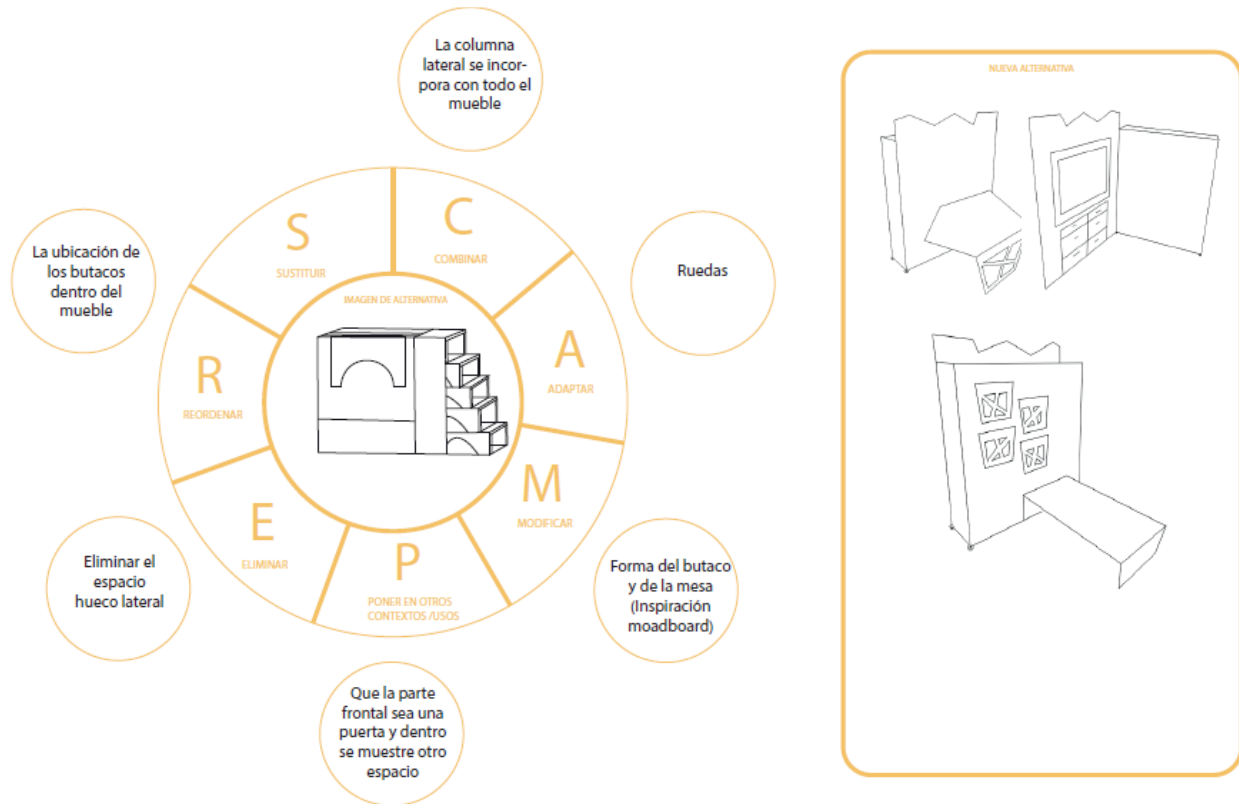 La columna
lateral se incor-
pora con todo el
mueble
NUEVA ALTERNATIVA
S
SUSTITUIR
C
COMBINAR
La ubicación de
los butacos
dentro del
mueble
Ruedas
IMAGEN DE ALTERNATIVA
R
REORDENAR
A
ADAPTAR
E
ELIMINAR
M
MODIFICAR
P
PONER EN OTROS
CONTEXTOS /USOS
Eliminar el
espacio
hueco lateral
Forma del butaco
y de la mesa
(Inspiración
moadboard)
Que la parte
frontal sea una
puerta y dentro
se muestre otro
espacio